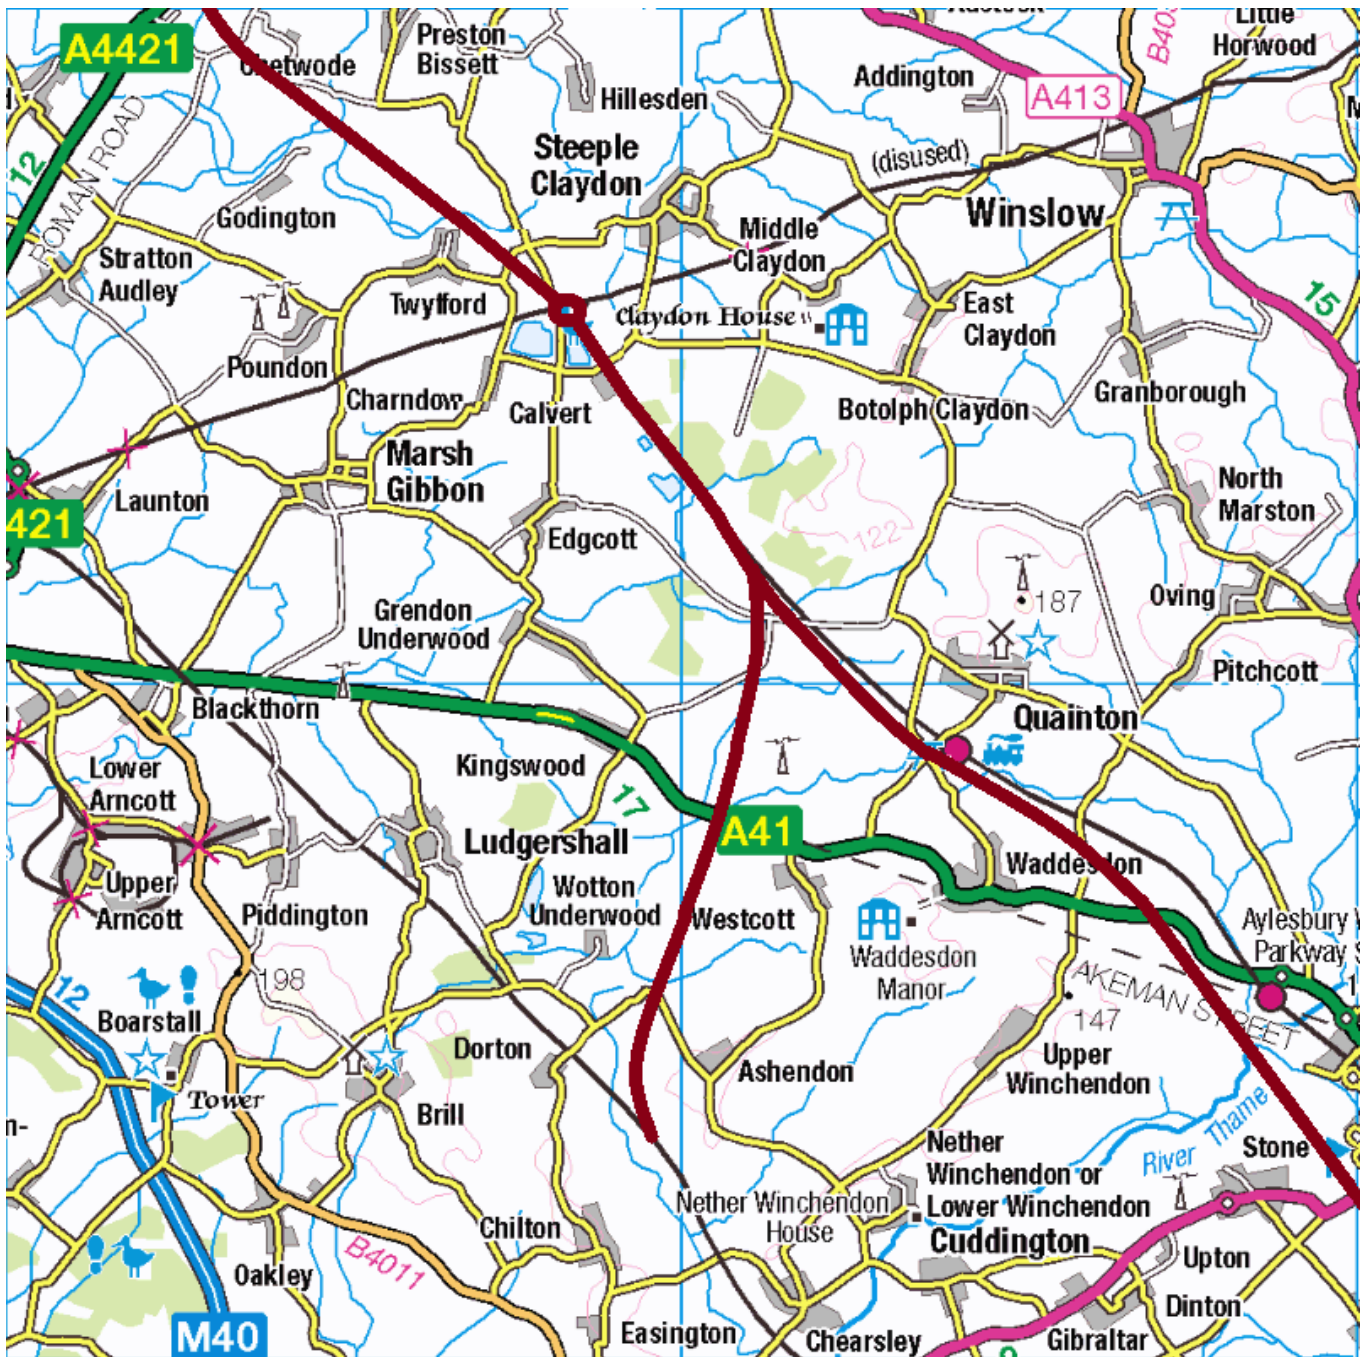 A4421
Chetwode
Preston
Bissett
Hillesden
Addington
A413
Little
Horwood
12
ROMAN ROAD
Steeple
Claydon
(disused)
Winslow
Godington
Middle
Claydon
Stratton
Audley
Twyfford
Claydon House
East
Claydon
15
Poundon
Charndon
Calvert
Botolph Claydon
Granborough
Marsh
Gibbon
Launton
North
Marston
421
Edgcott
122
187
Oving
Grendon
Underwood
Pitchcott
Blackthorn
Quainton
Kingswood
Lower
Arncott
17
A41
Ludgershall
Waddesdon
Upper
Arncott
Piddington
Wotton
Underwood
Westcott
Aylesbury
Parkway S
Waddesdon
Manor
198
12
AKEMAN STREET
147
Boarstall
Dorton
Ashendon
Upper
Winchendon
Tower
Brill
n-
Nether
Winchendon or
Lower Winchendon
River Thame
Stone
Nether Winchendon
House
Chilton
Cuddington
B4011
Upton
Oakley
Dinton
M40
Easington
Chearsley
Gibraltar